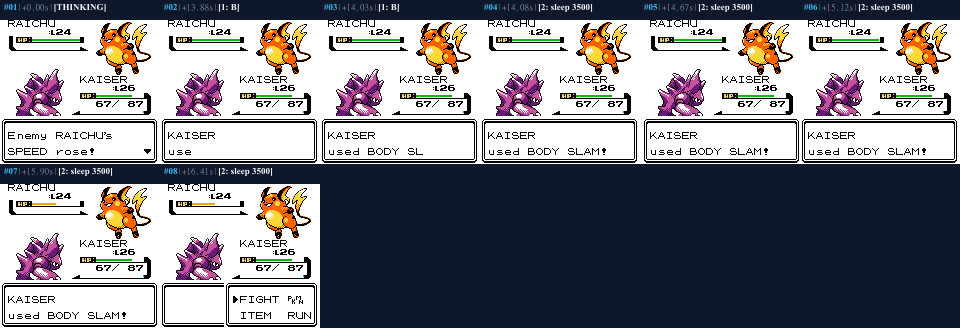 #01|+0.00s|[THINKING]
RAICHU
:L24
HP:
KAISER
:L26
HP:
67/ 87
Enemy RAICHU's
SPEED rose!
#02|+13.88s|[1: B]
RAICHU
:L24
HP:
KAISER
:L26
HP:
67/ 87
KAISER
use
#03|+14.03s|[1: B]
RAICHU
:L24
HP:
KAISER
:L26
HP:
67/ 87
KAISER
used BODY SL
#04|+14.08s|[2: sleep 3500]
RAICHU
:L24
HP:
KAISER
:L26
HP:
67/ 87
KAISER
used BODY SLAM!
#05|+14.67s|[2: sleep 3500]
RAICHU
:L24
HP:
KAISER
:L26
HP:
67/ 87
KAISER
used BODY SLAM!
#06|+15.12s|[2: sleep 3500]
RAICHU
:L24
HP:
KAISER
:L26
HP:
67/ 87
KAISER
used BODY SLAM!
#07|+15.90s|[2: sleep 3500]
RAICHU
:L24
HP:
KAISER
:L26
HP:
67/ 87
KAISER
used BODY SLAM!
#08|+16.41s|[2: sleep 3500]
RAICHU
:L24
HP:
KAISER
:L26
HP:
67/ 87
FIGHT PKMN
ITEM RUN